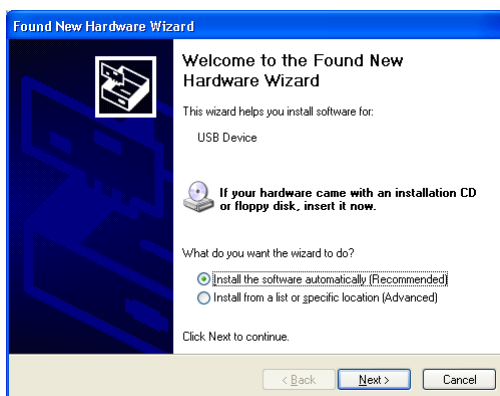 Found New Hardware Wizard
Welcome to the Found New
Hardware Wizard
This wizard helps you install software for:
USB Device
If your hardware came with an installation CD
or floppy disk, insert it now.
What do you want the wizard to do?
Install the software automatically (Recommended)
Install from a list or specific location (Advanced)
Click Next to continue.
< Back Next > Cancel